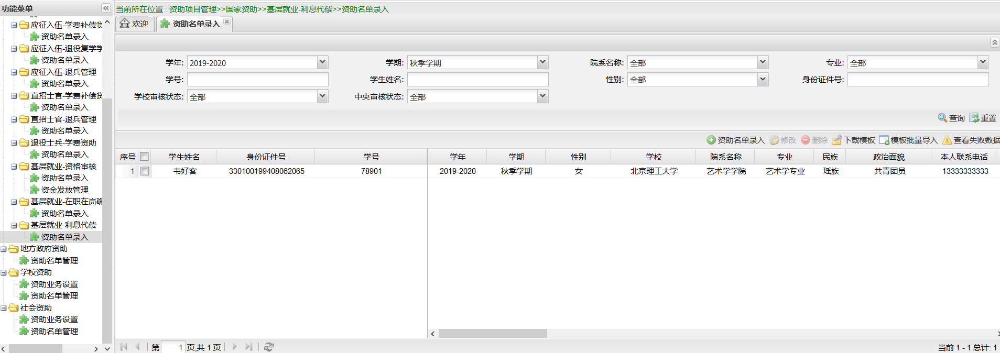 功能菜单
应征入伍-学费补偿贷
资助名单录入
应征入伍-退役复学学
资助名单录入
应征入伍-退兵管理
资助名单录入
直招士官-学费补偿贷
资助名单录入
直招士官-退兵管理
资助名单录入
退役士兵-学费资助
资助名单录入
基层就业-资格审核
资助名单录入
资金发放管理
基层就业-在职在岗确
资助名单录入
基层就业-利息代偿
资助名单录入
地方政府资助
资助名单管理
学校资助
资助业务设置
资助名单管理
社会资助
资助业务设置
资助名单管理
当前所在位置 : 资助项目管理>>国家资助>>基层就业-利息代偿>>资助名单录入
欢迎 资助名单录入
学年: 2019-2020 学期: 秋季学期 院系名称: 全部 专业: 全部
学号: 学生姓名: 性别: 全部 身份证件号:
学校审核状态: 全部 中央审核状态: 全部
查询 重置
资助名单录入 修改 删除 下载模板 模板批量导入 查看失败数据
序号 学生姓名 身份证件号 学号 学年 学期 性别 学校 院系名称 专业 民族 政治面貌 本人联系电话
1 韦好客 330100199408062065 78901 2019-2020 秋季学期 女 北京理工大学 艺术学学院 艺术学专业 瑶族 共青团员 13333333333
第 1 页,共 1 页 当前 1 - 1 总计: 1